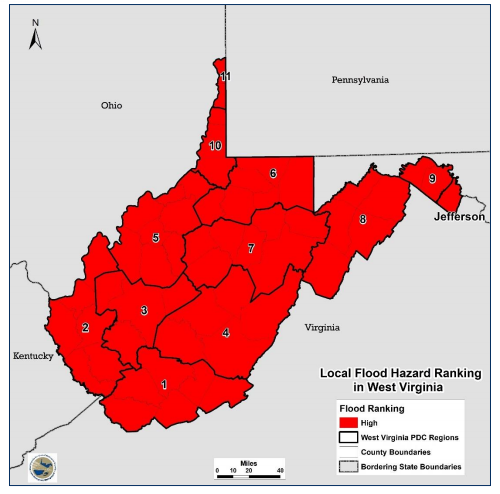 N
11
Pennsylvania
Ohio
10
6
9
8
Jefferson
5
7
3
2
4
Virginia
Kentucky
1
Local Flood Hazard Ranking
in West Virginia
Flood Ranking
High
West Virginia PDC Regions
County Boundaries
Bordering State Boundaries
Miles
0 10 20 40